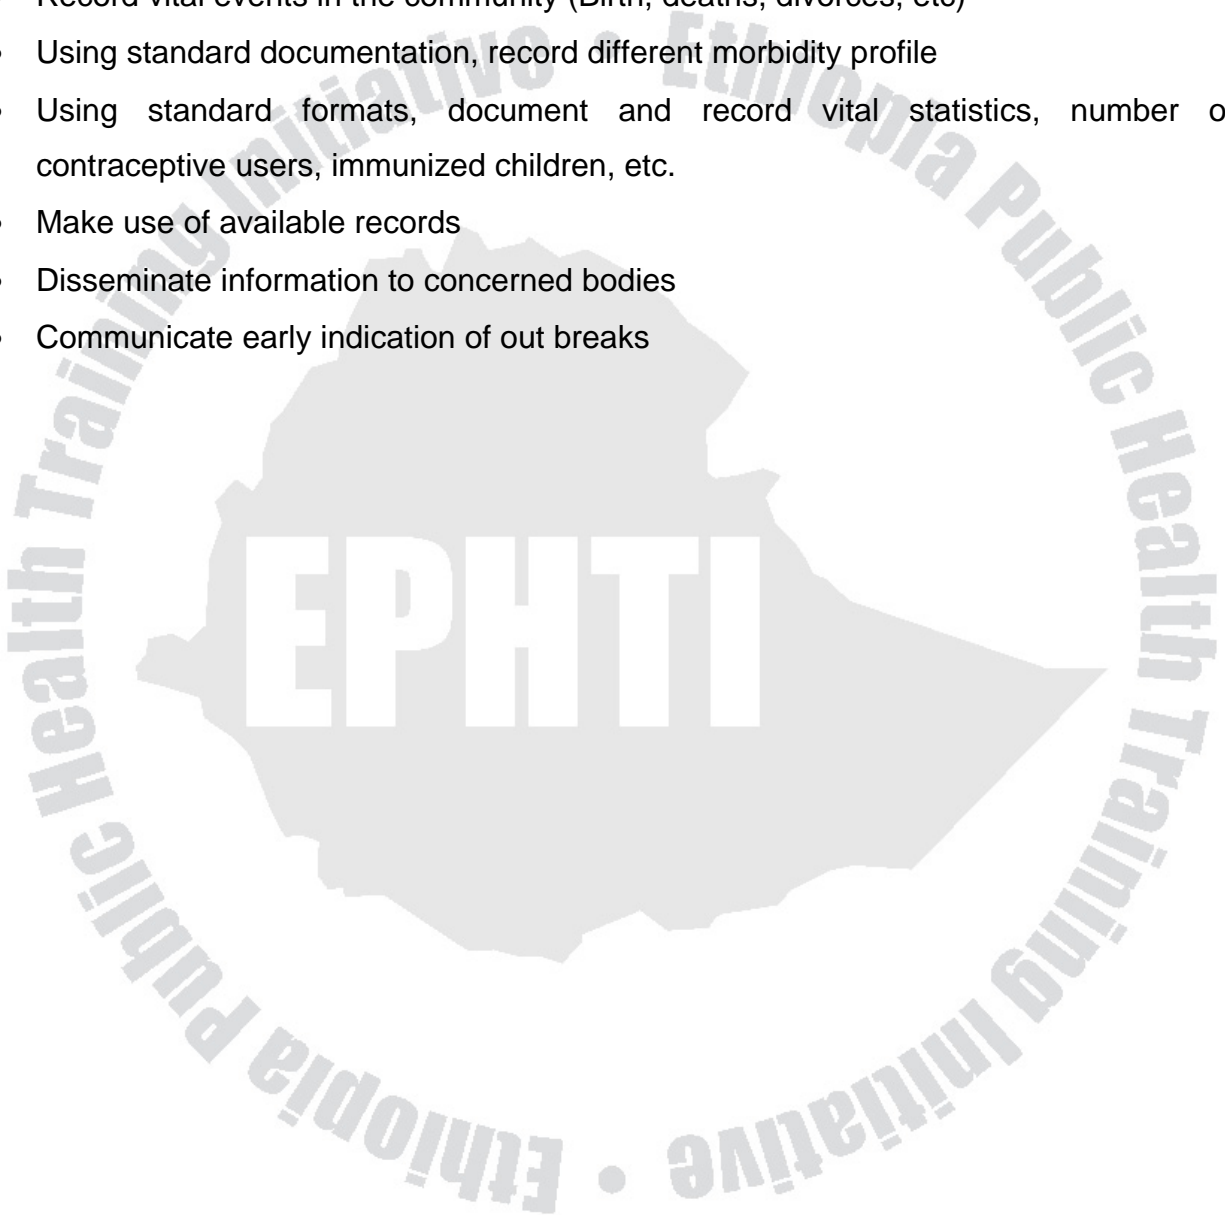 • Record vital events in the community (Birth, deaths, divorces, etc)
• Using standard documentation, record different morbidity profile
• Using standard formats, document and record vital statistics, number o
contraceptive users, immunized children, etc.
• Make use of available records
• Disseminate information to concerned bodies
• Communicate early indication of out breaks
EPHTI
Ethiopia Public Health Training Initiative • Ethiopia Public Health Training Initiative •